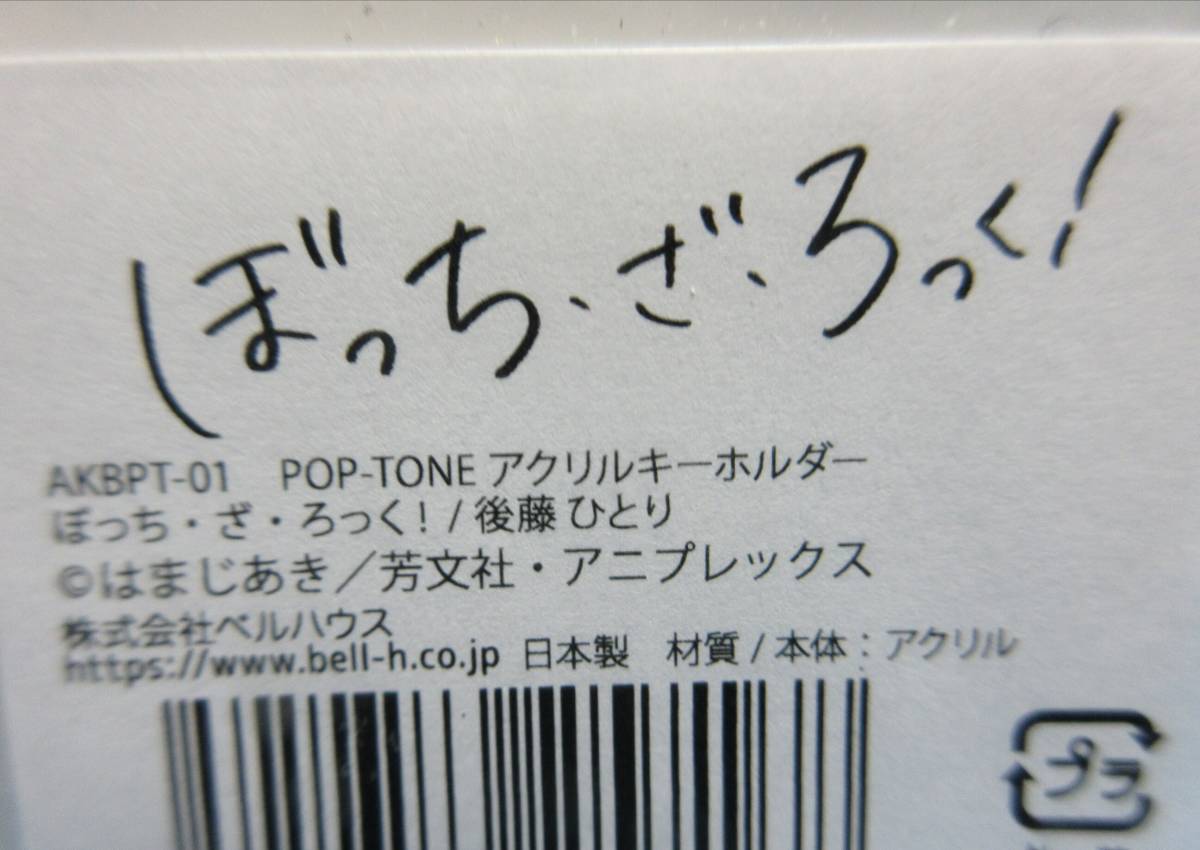 ぼっち・ざ・ろっく!
AKBPT-01 POP-TONE アクリルキーホルダー
ぼっち・ざ・ろっく! / 後藤 ひとり
©はまじあき／芳文社・アニプレックス
株式会社ベルハウス
https://www.bell-h.co.jp 日本製 材質 / 本体：アクリル
プラ